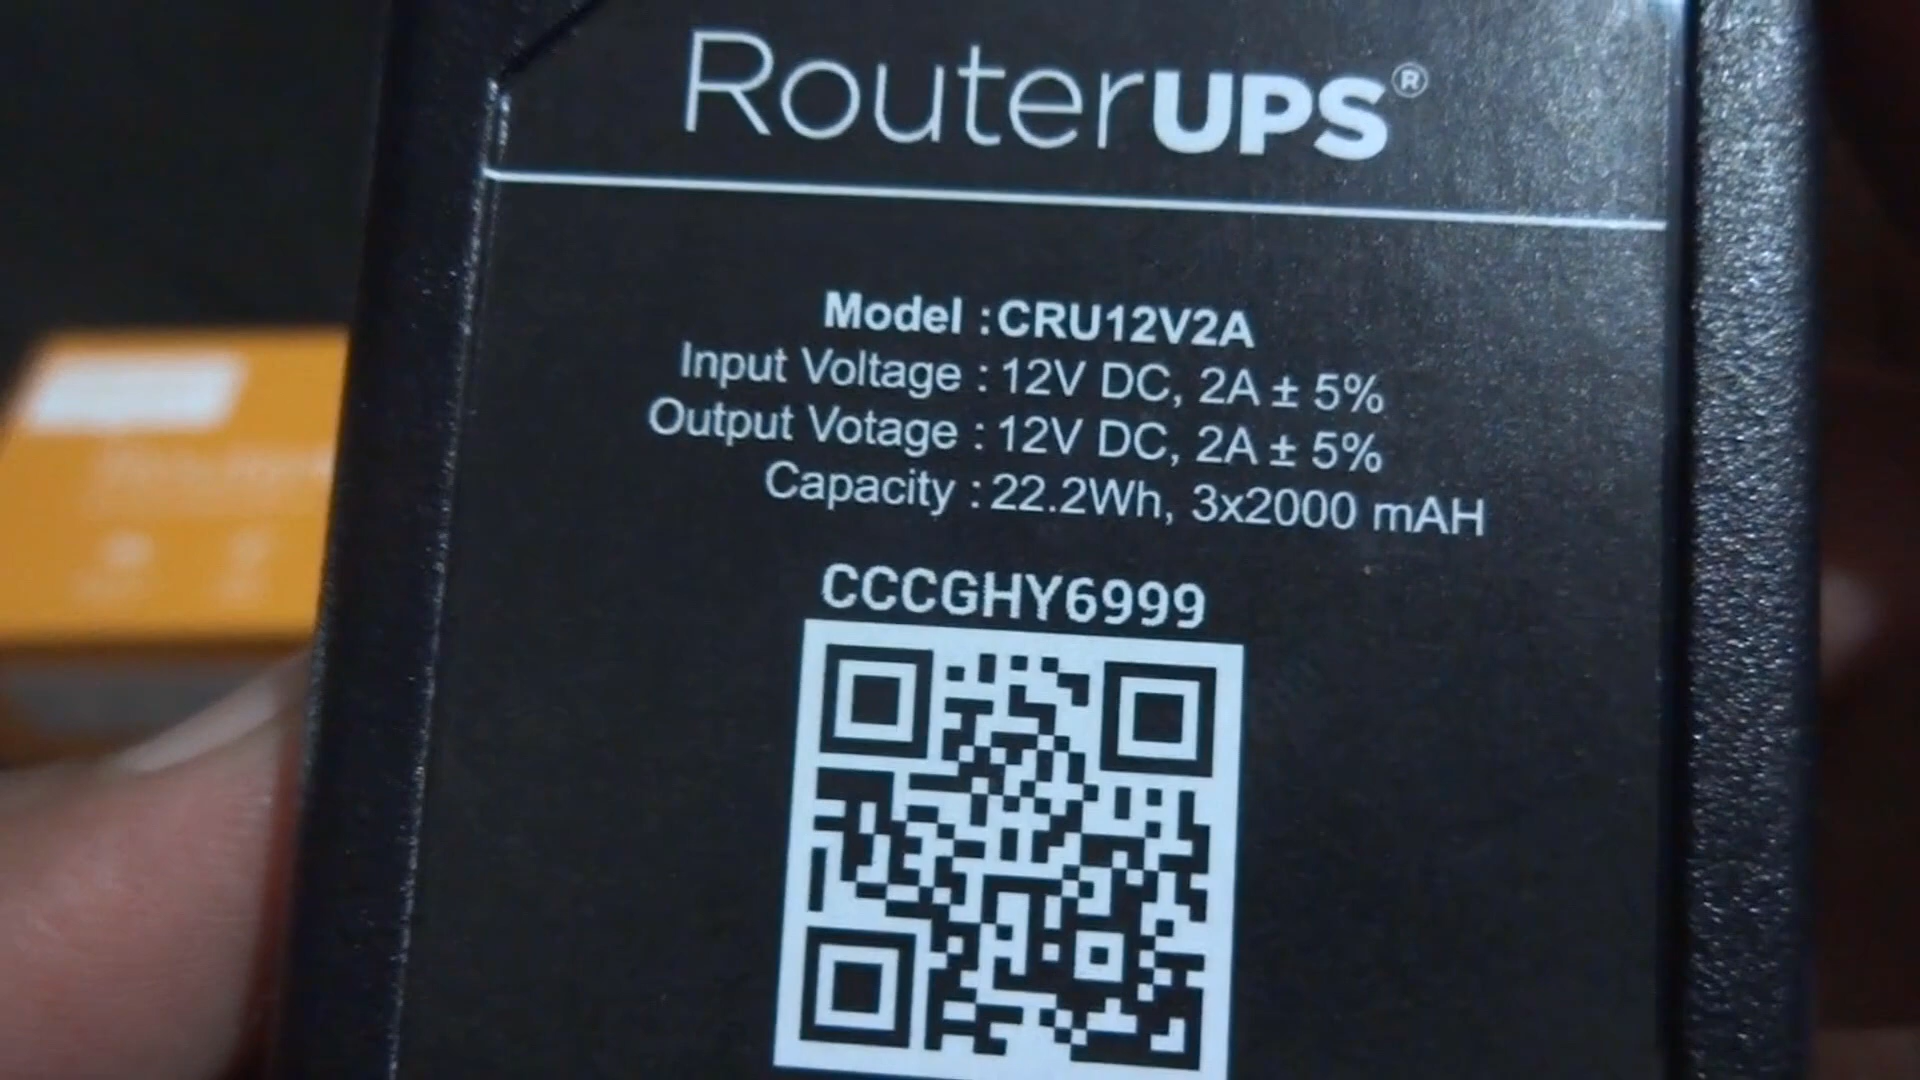 RouterUPS®
Model :CRU12V2A
Input Voltage : 12V DC, 2A ± 5%
Output Votage : 12V DC, 2A ± 5%
Capacity : 22.2Wh, 3x2000 mAH
CCCGHY6999